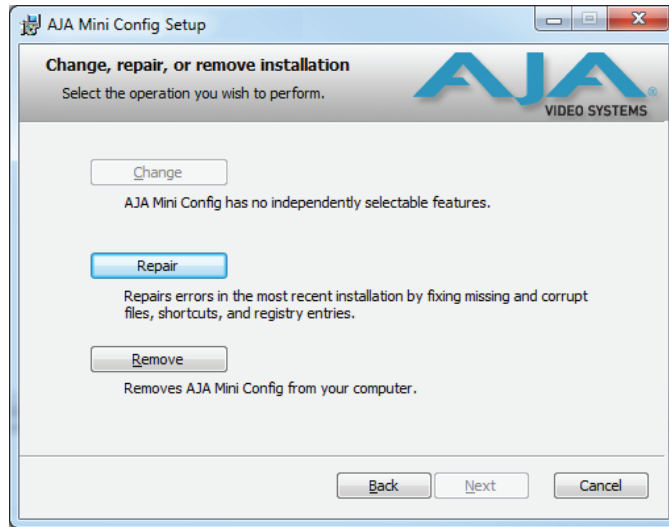 AJA Mini Config Setup
Change, repair, or remove installation
Select the operation you wish to perform.
AJA®
VIDEO SYSTEMS
Change
AJA Mini Config has no independently selectable features.
Repair
Repairs errors in the most recent installation by fixing missing and corrupt
files, shortcuts, and registry entries.
Remove
Removes AJA Mini Config from your computer.
Back
Next
Cancel